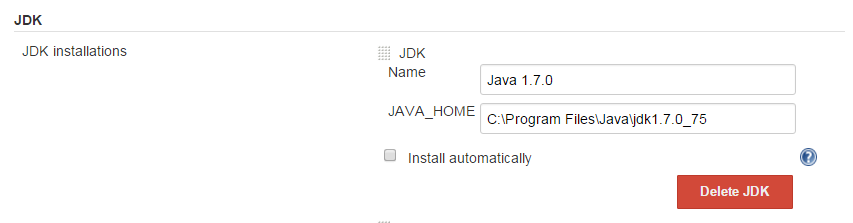 JDK
JDK installations
JDK
Name
Java 1.7.0
JAVA_HOME
C:\Program Files\Java\jdk1.7.0_75
Install automatically
?
Delete JDK